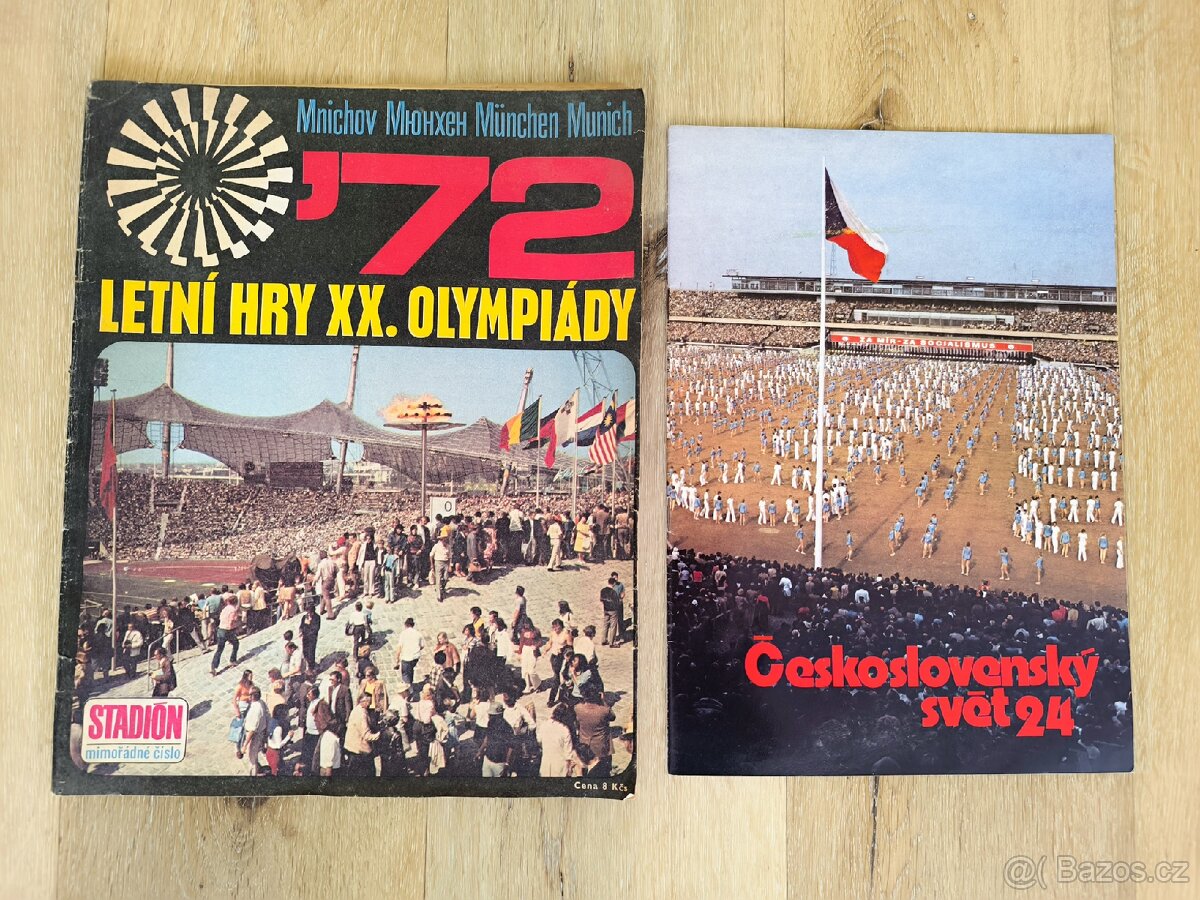 Mnichov Мюнхен München Munich
'72
LETNÍ HRY XX. OLYMPIÁDY
0
STADIÓN
mimořádné číslo
Cena 8 Kčs
ZA MÍR - ZA SOCIALISMUS
Československý
svět 24
@( Bazos.cz